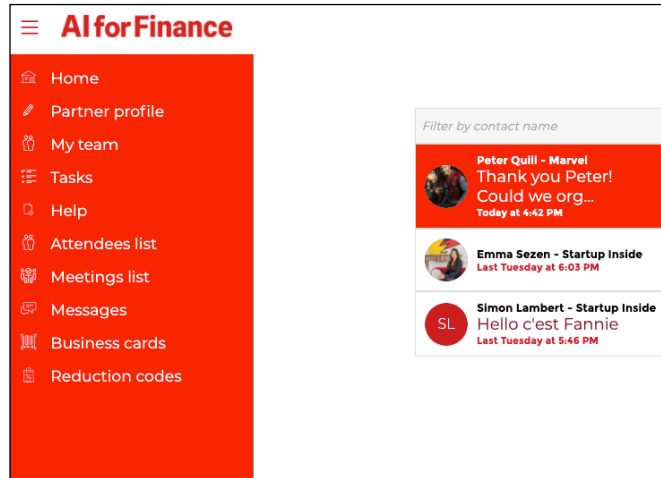 AI for Finance
Home
Partner profile
My team
Tasks
Help
Attendees list
Meetings list
Messages
Business cards
Reduction codes
Filter by contact name
Peter Quill - Marvel
Thank you Peter!
Could we org...
Today at 4:42 PM
Emma Sezen - Startup Inside
Last Tuesday at 6:03 PM
SL
Simon Lambert - Startup Inside
Hello c'est Fannie
Last Tuesday at 5:46 PM